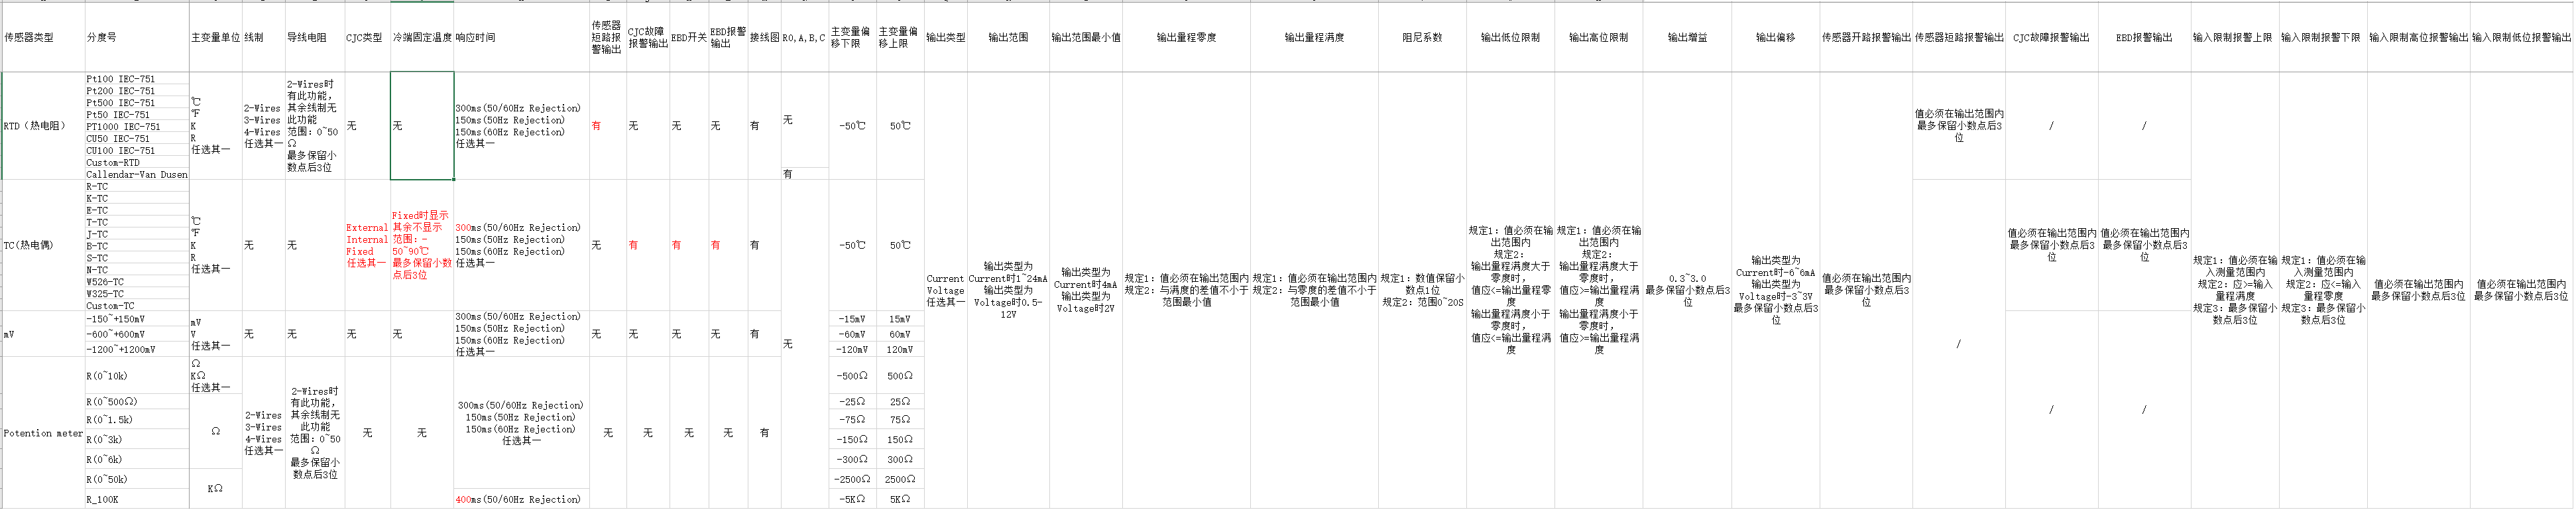 传感器类型
分度号
主变量单位
线制
导线电阻
CJC类型
冷端固定温度
响应时间
传感器
短路报
警输出
CJC故障
报警输出
EBD开关
EBD报警
输出
接线图
R0,A,B,C
主变量偏
移下限
主变量偏
移上限
输出类型
输出范围
输出范围最小值
输出量程零度
输出量程满度
阻尼系数
输出低位限制
输出高位限制
输出增益
输出偏移
传感器开路报警输出
传感器短路报警输出
CJC故障报警输出
EBD报警输出
输入限制报警上限
输入限制报警下限
输入限制高位报警输出
输入限制低位报警输出
RTD（热电阻）
Pt100 IEC-751
Pt200 IEC-751
Pt500 IEC-751
Pt50 IEC-751
PT1000 IEC-751
CU50 IEC-751
CU100 IEC-751
Custom-RTD
Callendar-Van Dusen
℃
℉
K
R
任选其一
2-Wires
3-Wires
4-Wires
任选其一
2-Wires时
有此功能，
其余线制无
此功能
范围：0~50
Ω
最多保留小
数点后3位
无
无
300ms(50/60Hz Rejection)
150ms(50Hz Rejection)
150ms(60Hz Rejection)
任选其一
有
无
无
无
有
无
有
-50℃
50℃
值必须在输出范围内
最多保留小数点后3
位
/
/
TC(热电偶)
R-TC
K-TC
E-TC
T-TC
J-TC
B-TC
S-TC
N-TC
W526-TC
W325-TC
Custom-TC
℃
℉
K
R
任选其一
无
无
External
Internal
Fixed
任选其一
Fixed时显示
其余不显示
范围：-
50~90℃
最多保留小数
点后3位
300ms(50/60Hz Rejection)
150ms(50Hz Rejection)
150ms(60Hz Rejection)
任选其一
无
有
有
有
有
-50℃
50℃
Current
Voltage
任选其一
输出类型为
Current时1~24mA
输出类型为
Voltage时0.5-
12V
输出类型为
Current时4mA
输出类型为
Voltage时2V
规定1：值必须在输出范围内
规定2：与满度的差值不小于
范围最小值
规定1：值必须在输出范围内
规定2：与零度的差值不小于
范围最小值
规定1：数值保留小
数点1位
规定2：范围0~20S
规定1：值必须在输
出范围内
规定2：
输出量程满度大于
零度时，
值应<=输出量程零
度
输出量程满度小于
零度时，
值应<=输出量程满
度
规定1：值必须在输
出范围内
规定2：
输出量程满度大于
零度时，
值应>=输出量程满
度
输出量程满度小于
零度时，
值应>=输出量程满
度
0.3~3.0
最多保留小数点后3
位
输出类型为
Current时-6~6mA
输出类型为
Voltage时-3~3V
最多保留小数点后3
位
值必须在输出范围内
最多保留小数点后3
位
/
值必须在输出范围内
最多保留小数点后3
位
值必须在输出范围内
最多保留小数点后3
位
规定1：值必须在输
入测量范围内
规定2：应>=输入
量程满度
规定3：最多保留小
数点后3位
规定1：值必须在输
入测量范围内
规定2：应<=输入
量程零度
规定3：最多保留小
数点后3位
值必须在输出范围内
最多保留小数点后3位
值必须在输出范围内
最多保留小数点后3位
mV
-150~+150mV
-600~+600mV
-1200~+1200mV
mV
V
任选其一
无
无
无
无
300ms(50/60Hz Rejection)
150ms(50Hz Rejection)
150ms(60Hz Rejection)
任选其一
无
无
无
无
有
无
-15mV
15mV
-60mV
60mV
-120mV
120mV
Potention meter
R(0~10k)
R(0~500Ω)
R(0~1.5k)
R(0~3k)
R(0~6k)
R(0~50k)
R_100K
Ω
KΩ
任选其一
Ω
KΩ
2-Wires
3-Wires
4-Wires
任选其一
2-Wires时
有此功能，
其余线制无
此功能
范围：0~50
Ω
最多保留小
数点后3位
无
无
300ms(50/60Hz Rejection)
150ms(50Hz Rejection)
150ms(60Hz Rejection)
任选其一
400ms(50/60Hz Rejection)
无
无
无
无
有
-500Ω
500Ω
-25Ω
25Ω
-75Ω
75Ω
-150Ω
150Ω
-300Ω
300Ω
-2500Ω
2500Ω
-5KΩ
5KΩ
/
/